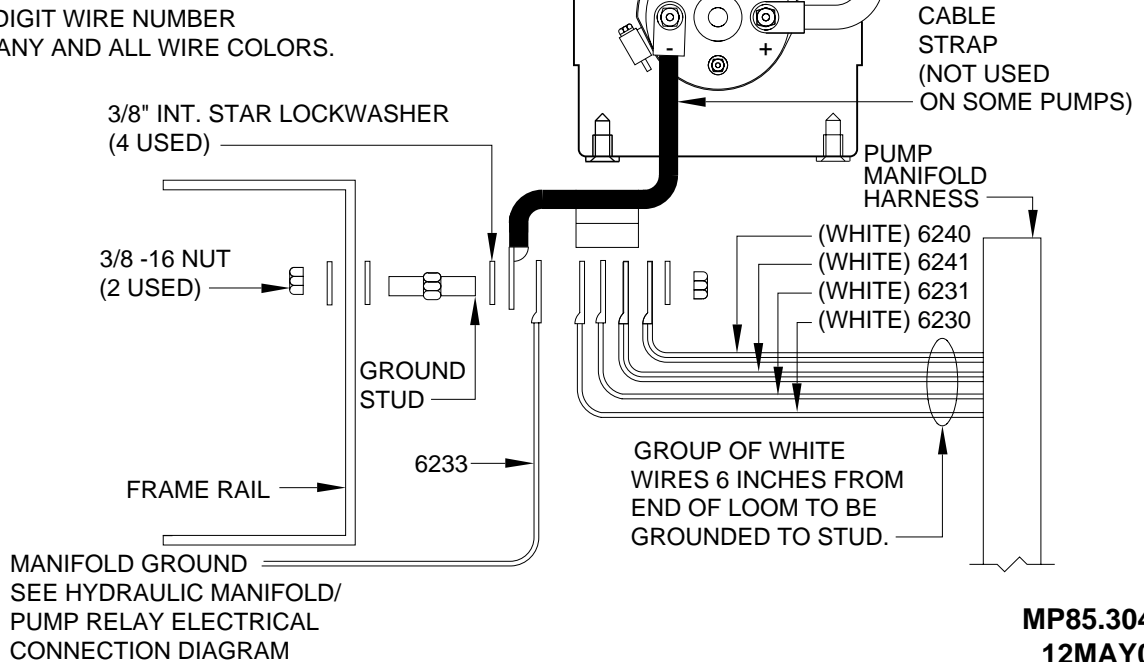 DIGIT WIRE NUMBER
ANY AND ALL WIRE COLORS.
-
+
CABLE
STRAP
(NOT USED
ON SOME PUMPS)
3/8" INT. STAR LOCKWASHER
(4 USED)
PUMP
MANIFOLD
HARNESS
3/8 -16 NUT
(2 USED)
(WHITE) 6240
(WHITE) 6241
(WHITE) 6231
(WHITE) 6230
GROUND
STUD
6233
FRAME RAIL
GROUP OF WHITE
WIRES 6 INCHES FROM
END OF LOOM TO BE
GROUNDED TO STUD.
MANIFOLD GROUND
SEE HYDRAULIC MANIFOLD/
PUMP RELAY ELECTRICAL
CONNECTION DIAGRAM
MP85.304
12MAY0